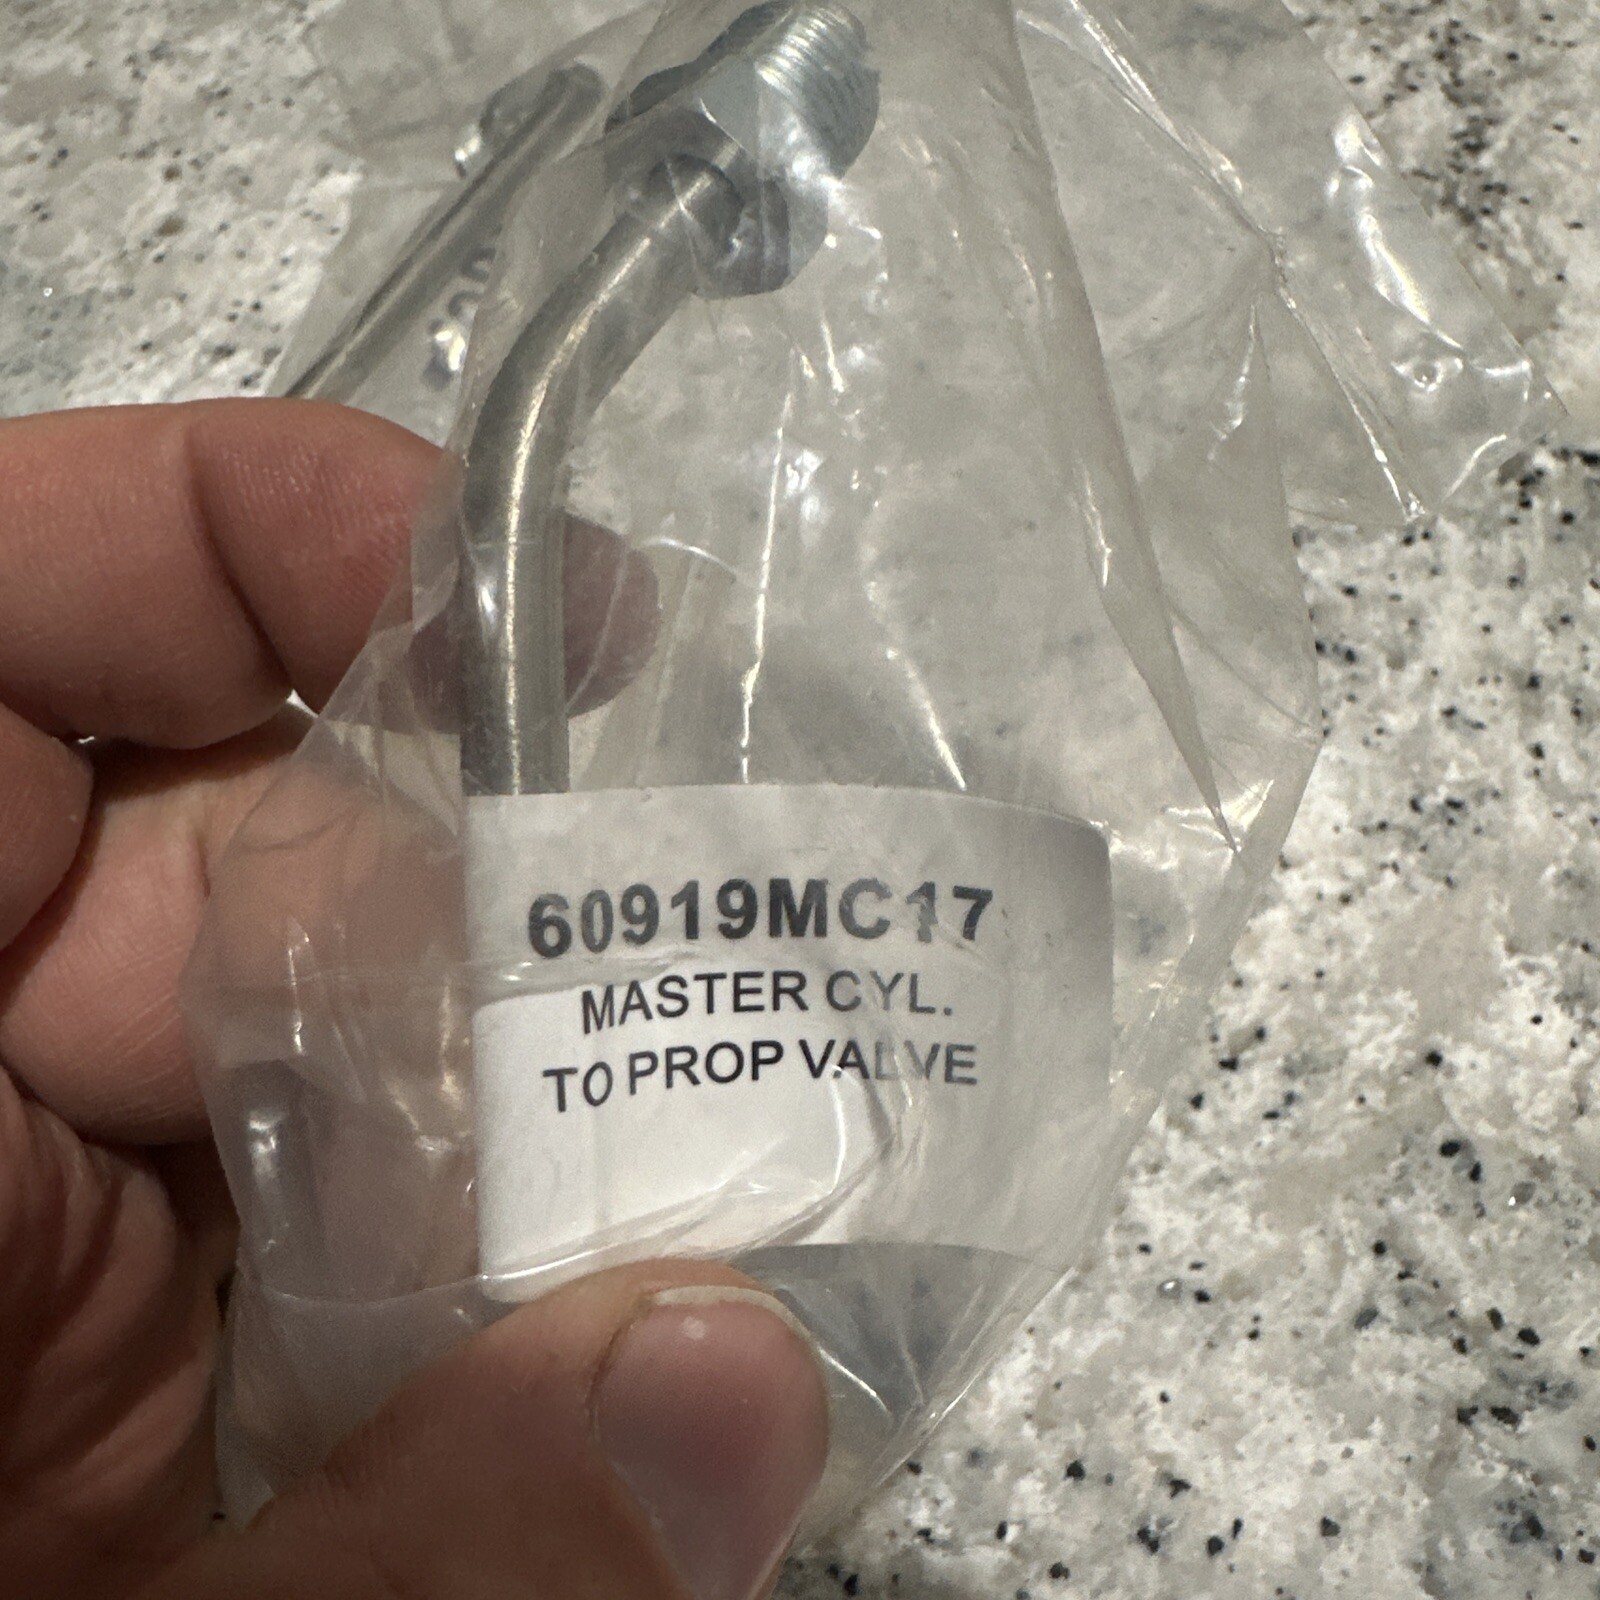 60919MC17
MASTER CYL.
TO PROP VALVE